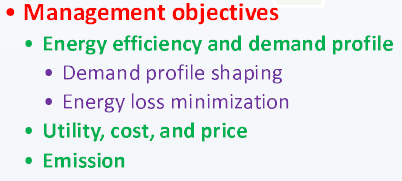 • Management objectives
• Energy efficiency and demand profile
• Demand profile shaping
• Energy loss minimization
• Utility, cost, and price
• Emission